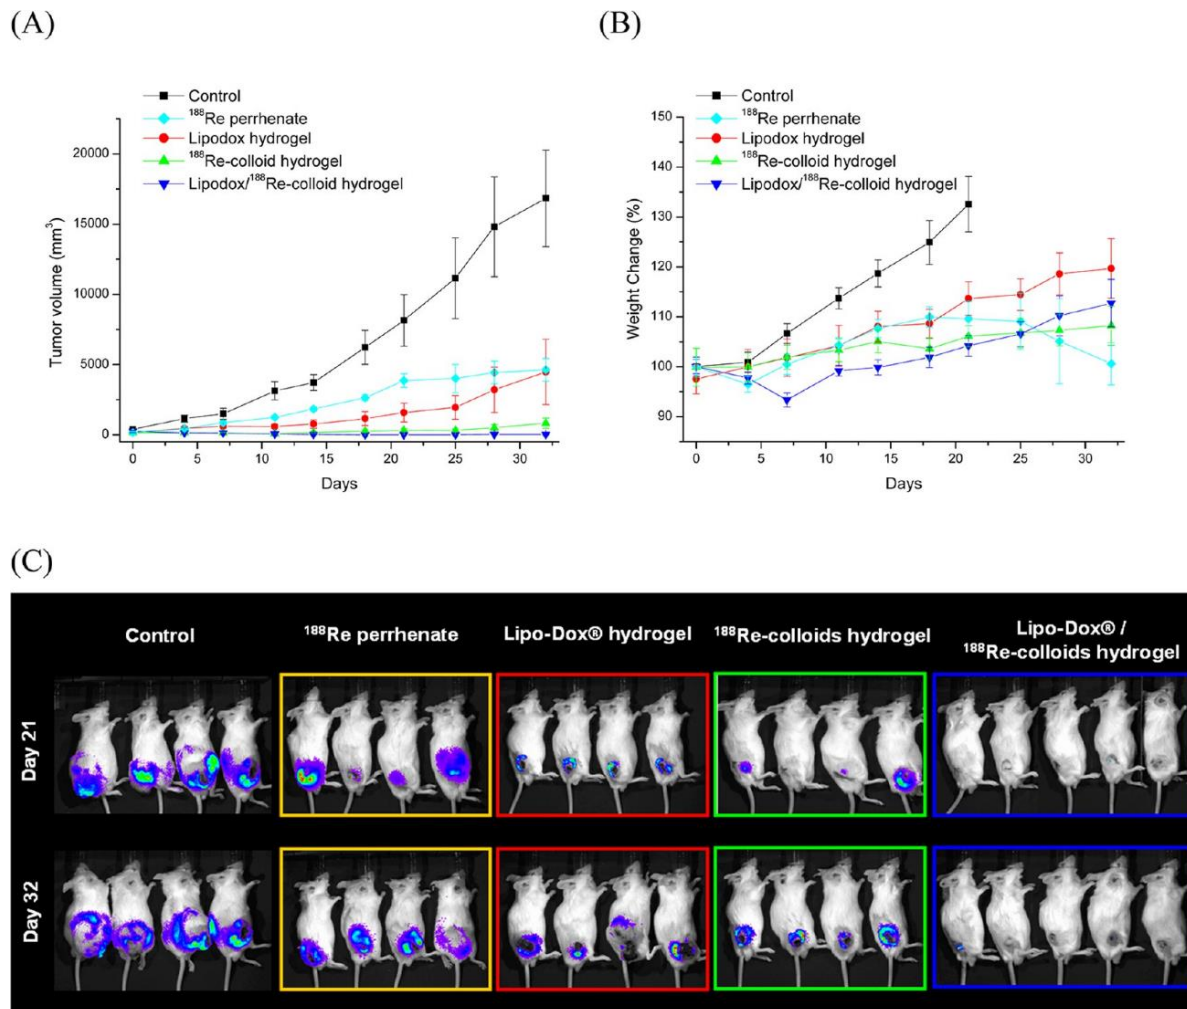 (A)
Control
¹⁸⁸Re perrhenate
Lipodox hydrogel
¹⁸⁸Re-colloid hydrogel
Lipodox/¹⁸⁸Re-colloid hydrogel
Tumor volume (mm³)
20000
15000
10000
5000
0
0 5 10 15 20 25 30
Days
(B)
Control
¹⁸⁸Re perrhenate
Lipodox hydrogel
¹⁸⁸Re-colloid hydrogel
Lipodox/¹⁸⁸Re-colloid hydrogel
Weight Change (%)
150
140
130
120
110
100
90
0 5 10 15 20 25 30
Days
(C)
Control
¹⁸⁸Re perrhenate
Lipo-Dox® hydrogel
¹⁸⁸Re-colloids hydrogel
Lipo-Dox® /
¹⁸⁸Re-colloids hydrogel
Day 21
Day 32